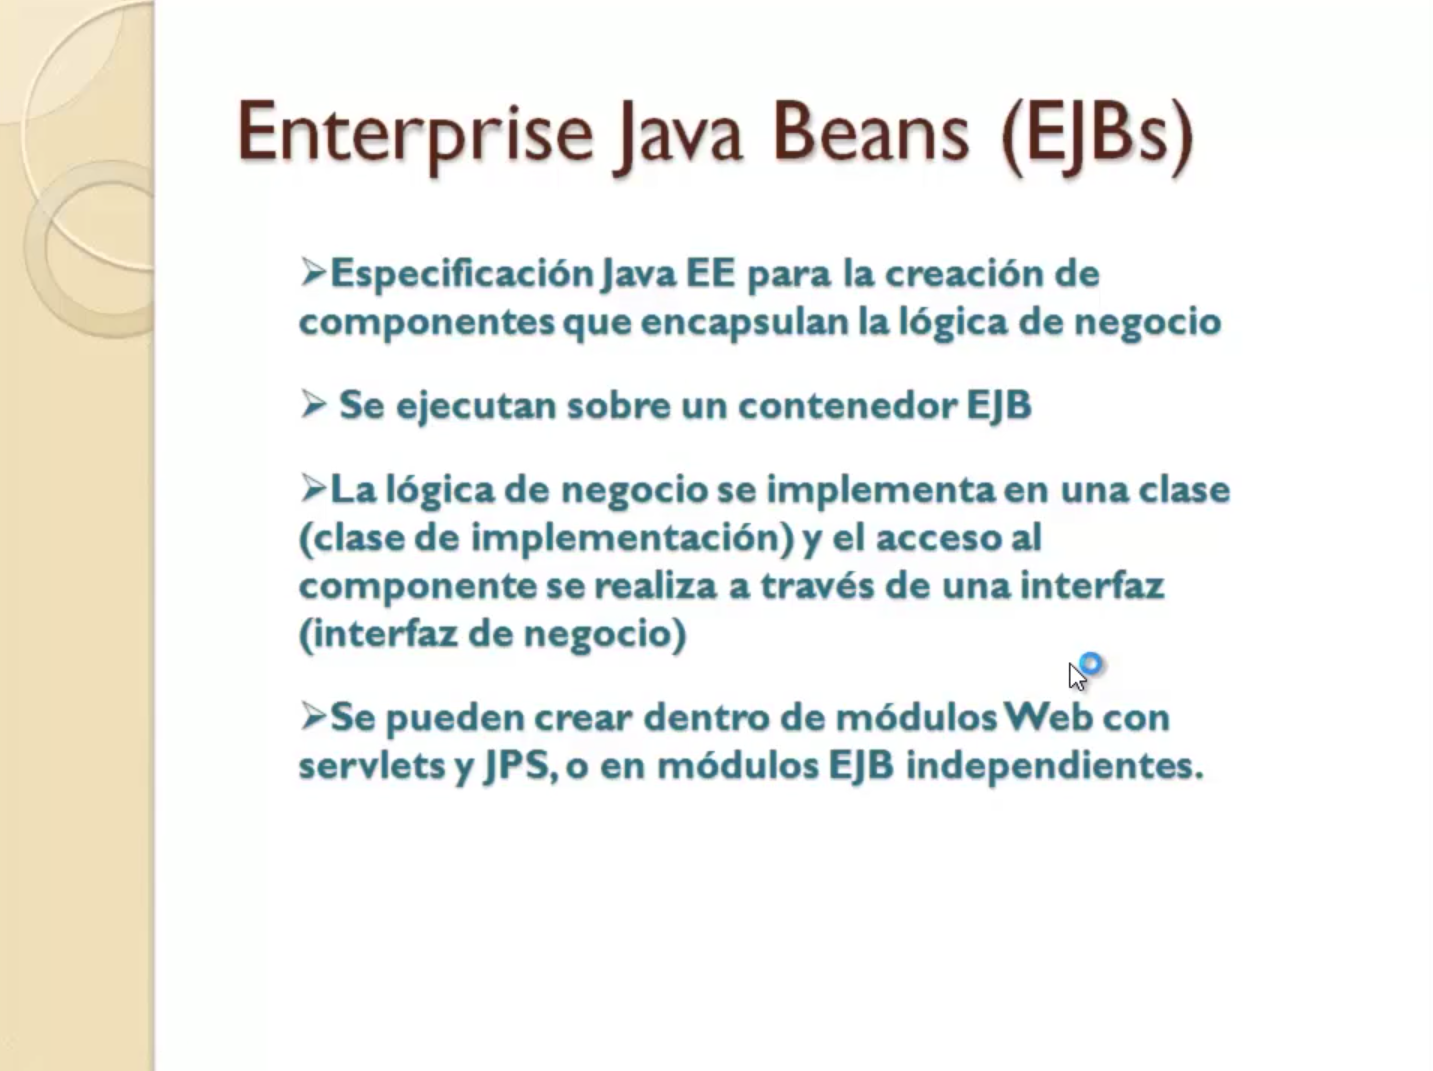 Enterprise Java Beans (EJBs)
➢Especificación Java EE para la creación de
componentes que encapsulan la lógica de negocio
➢ Se ejecutan sobre un contenedor EJB
➢La lógica de negocio se implementa en una clase
(clase de implementación) y el acceso al
componente se realiza a través de una interfaz
(interfaz de negocio)
➢Se pueden crear dentro de módulos Web con
servlets y JPS, o en módulos EJB independientes.